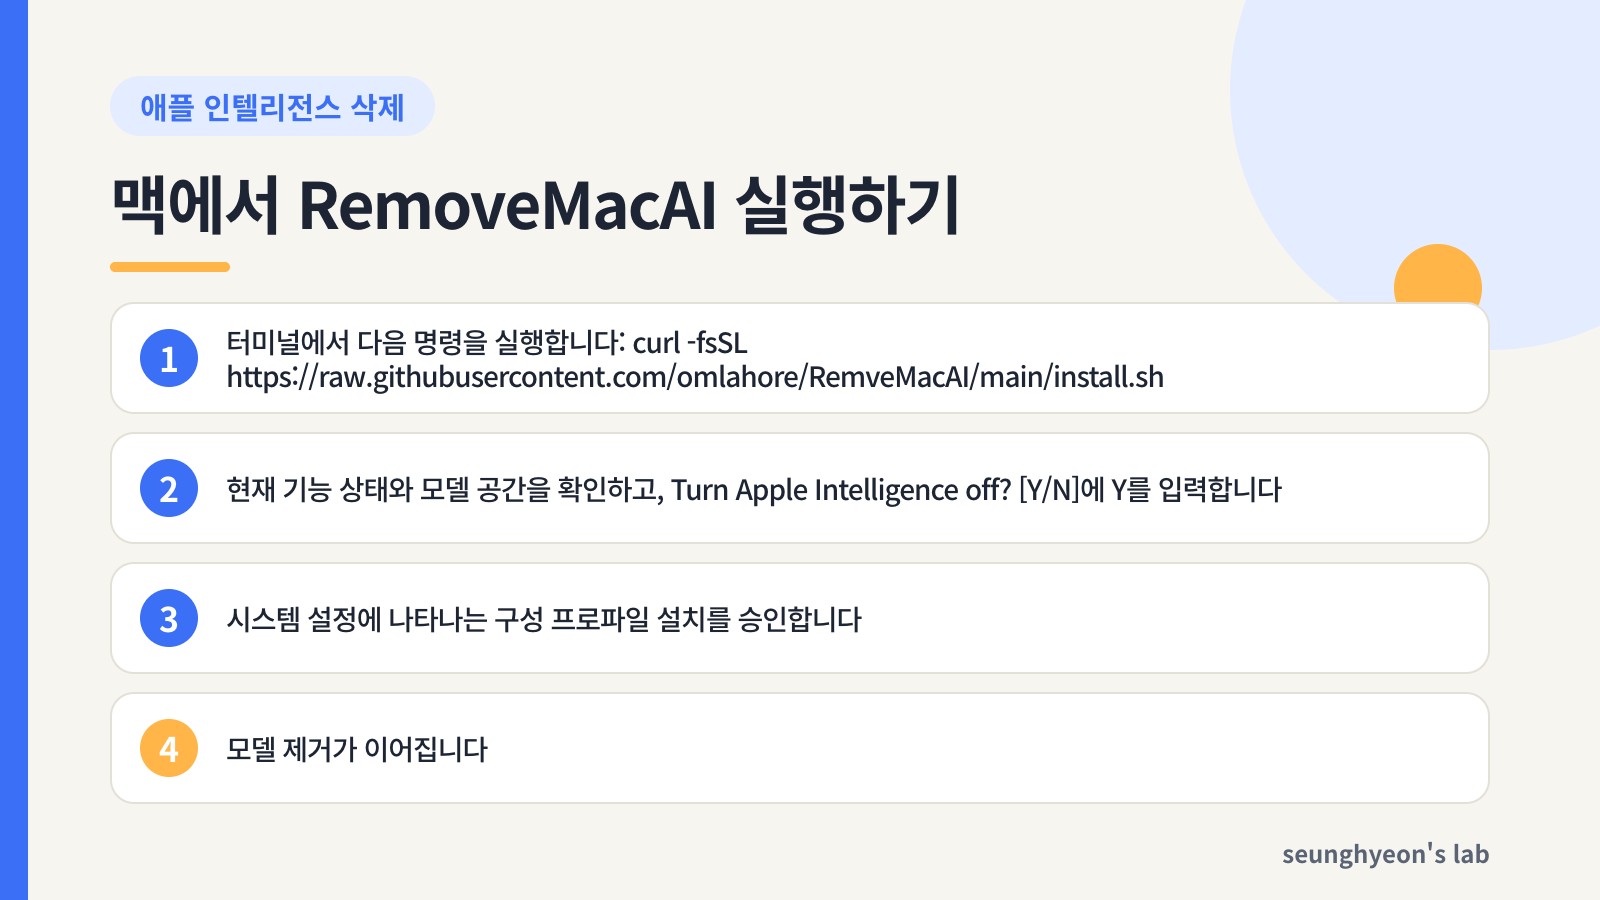 애플 인텔리전스 삭제
맥에서 RemoveMacAI 실행하기
1
터미널에서 다음 명령을 실행합니다: curl -fsSL
https://raw.githubusercontent.com/omlahore/RemveMacAI/main/install.sh
2
현재 기능 상태와 모델 공간을 확인하고, Turn Apple Intelligence off? [Y/N]에 Y를 입력합니다
3
시스템 설정에 나타나는 구성 프로파일 설치를 승인합니다
4
모델 제거가 이어집니다
seunghyeon's lab